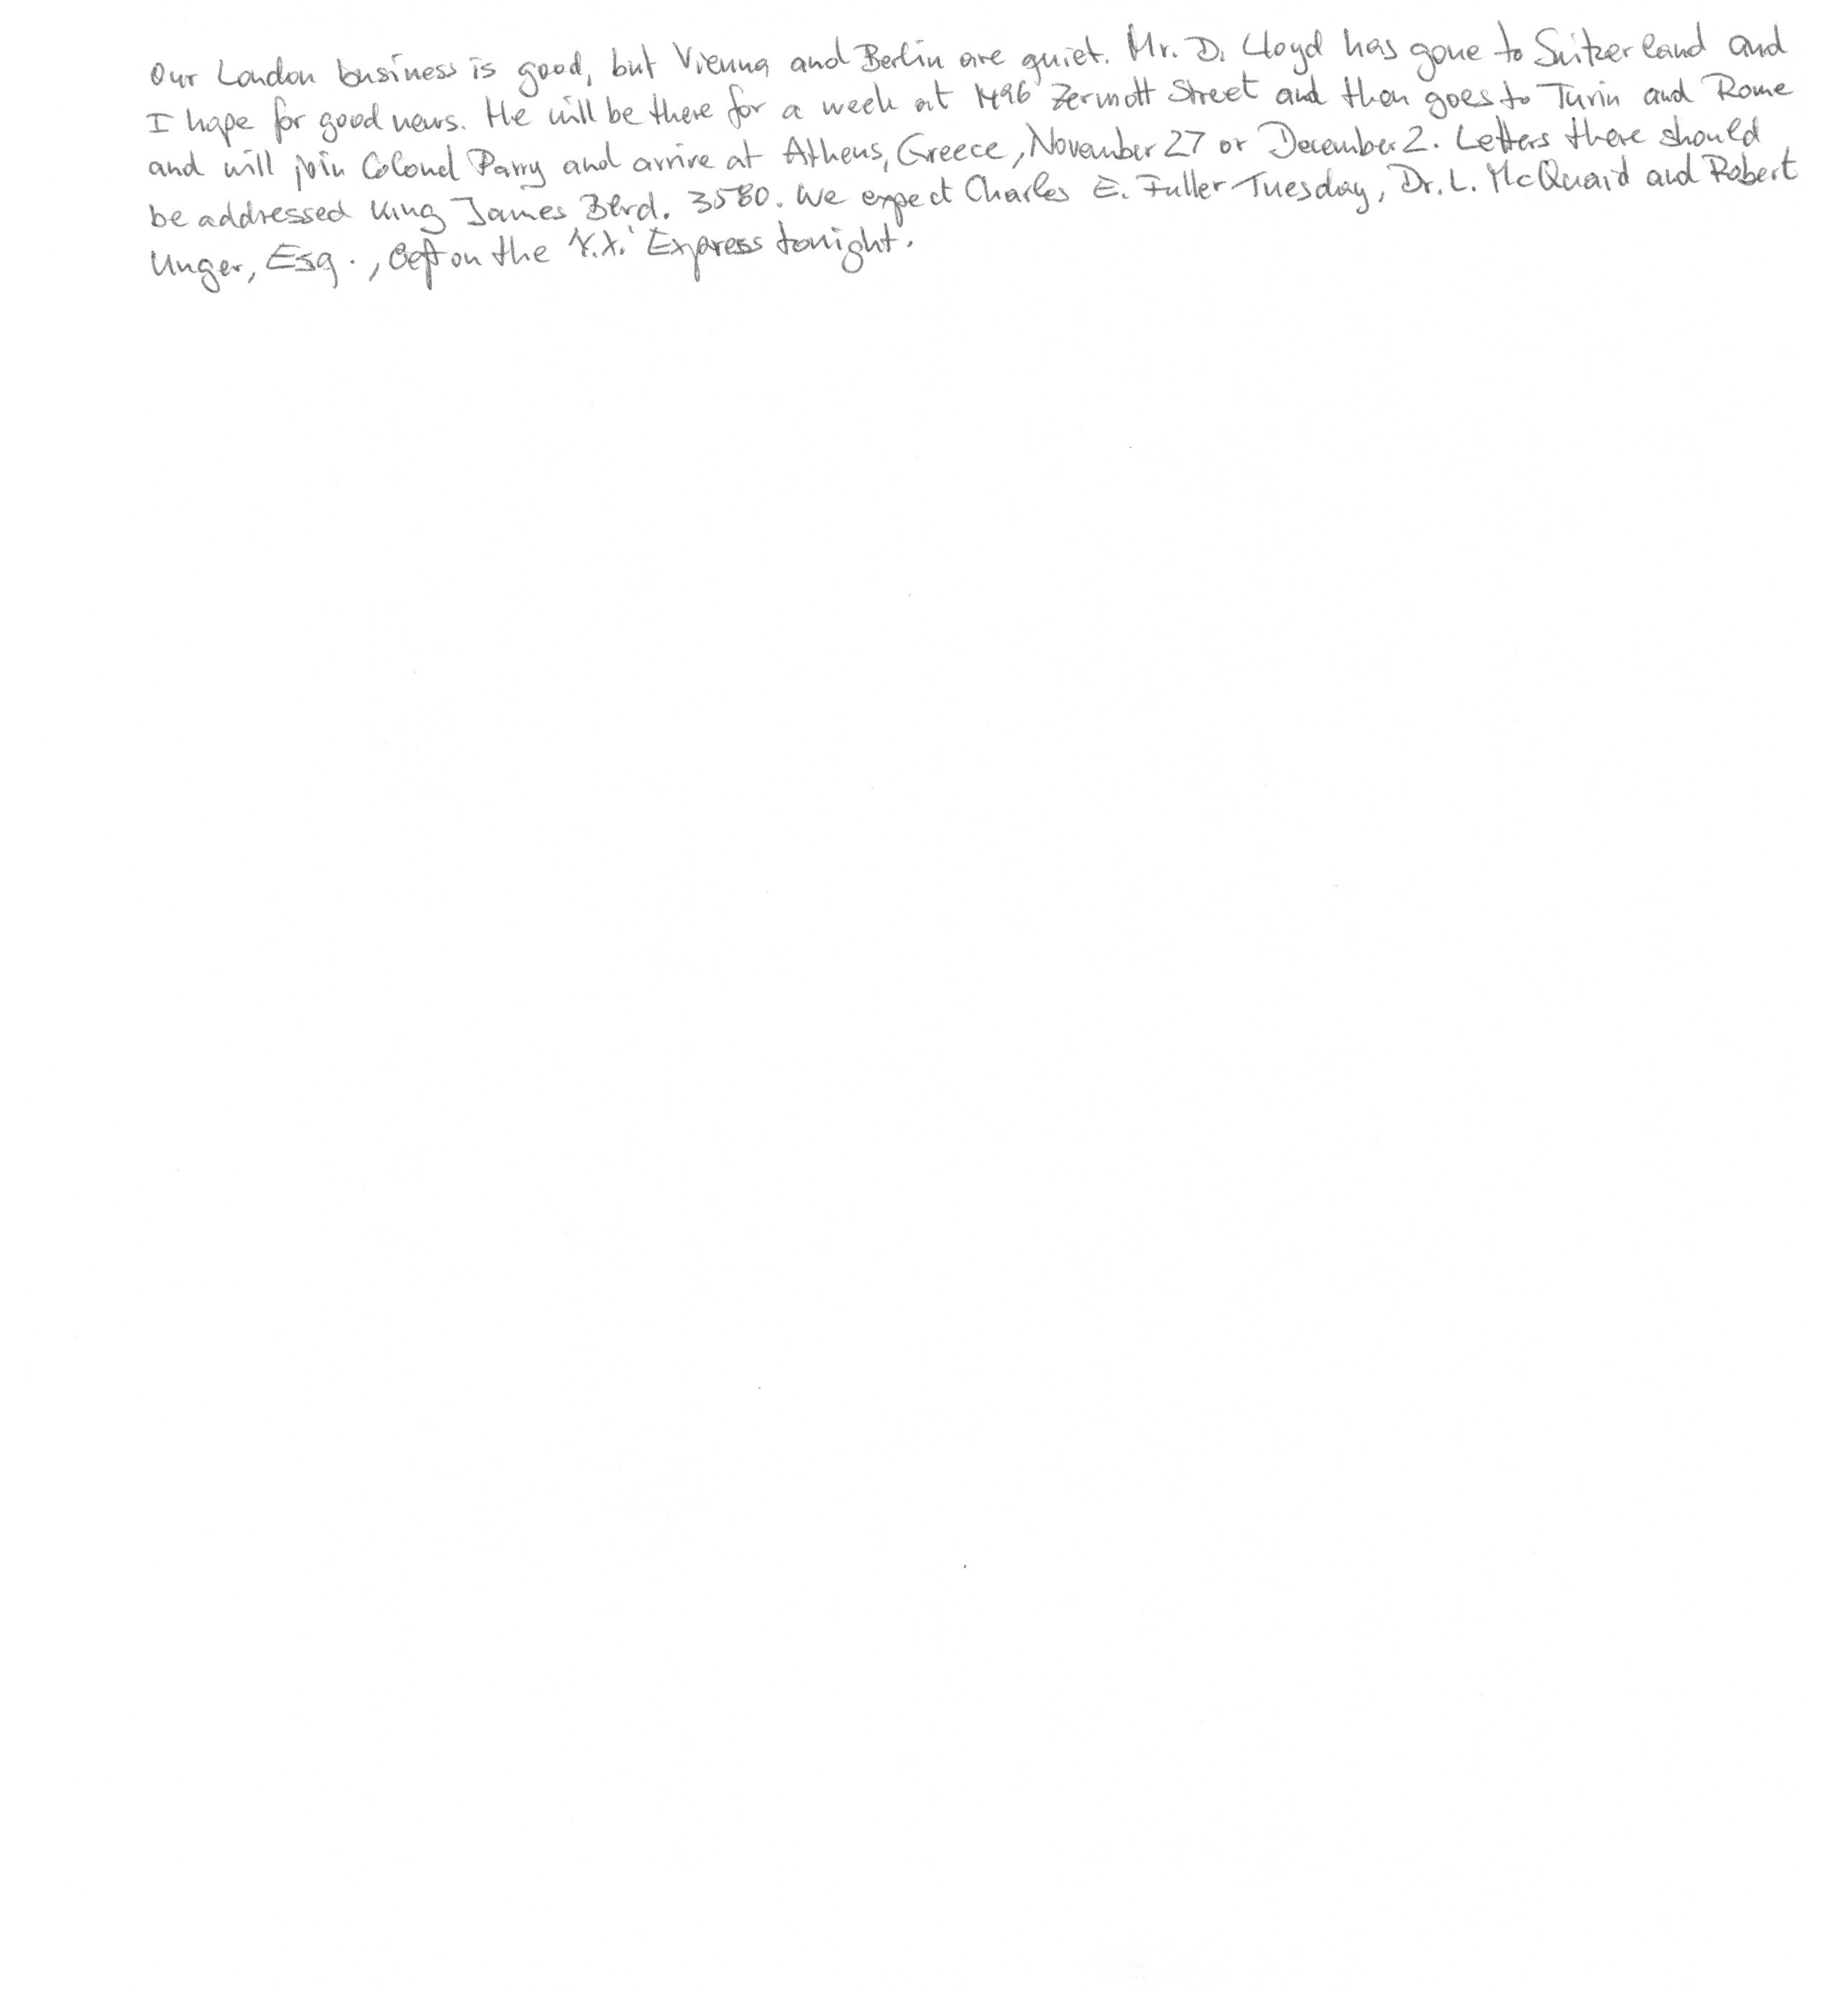 Our London business is good, but Vienna and Berlin are quiet. Mr. D. Lloyd has gone to Switzerland and
I hope for good news. He will be there for a week at 1496 Zermott Street and then goes to Turin and Rome
and will join Colonel Parry and arrive at Athens, Greece, November 27 or December 2. Letters there should
be addressed King James Blvd. 3580. We expect Charles E. Fuller Tuesday, Dr. L. McQuaid and Robert
Unger, Esq., left on the Express tonight.